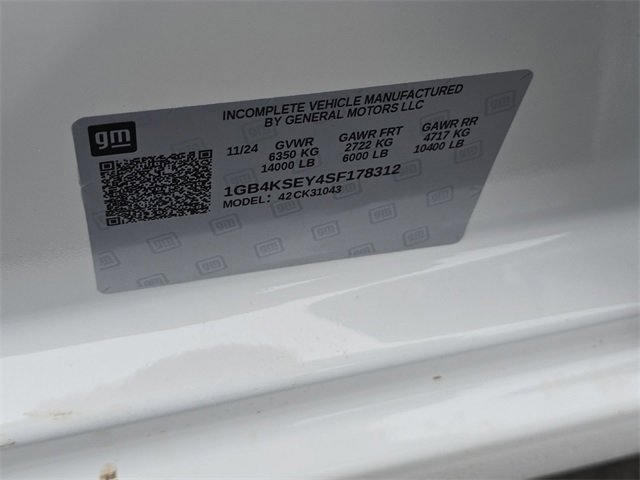 INCOMPLETE VEHICLE MANUFACTURED
BY GENERAL MOTORS LLC
gm
11/24 GVWR GAWR FRT GAWR RR
6350 KG 2722 KG 4717 KG
14000 LB 6000 LB 10400 LB
1GB4KSEY4SF178312
MODEL: 42CK31043